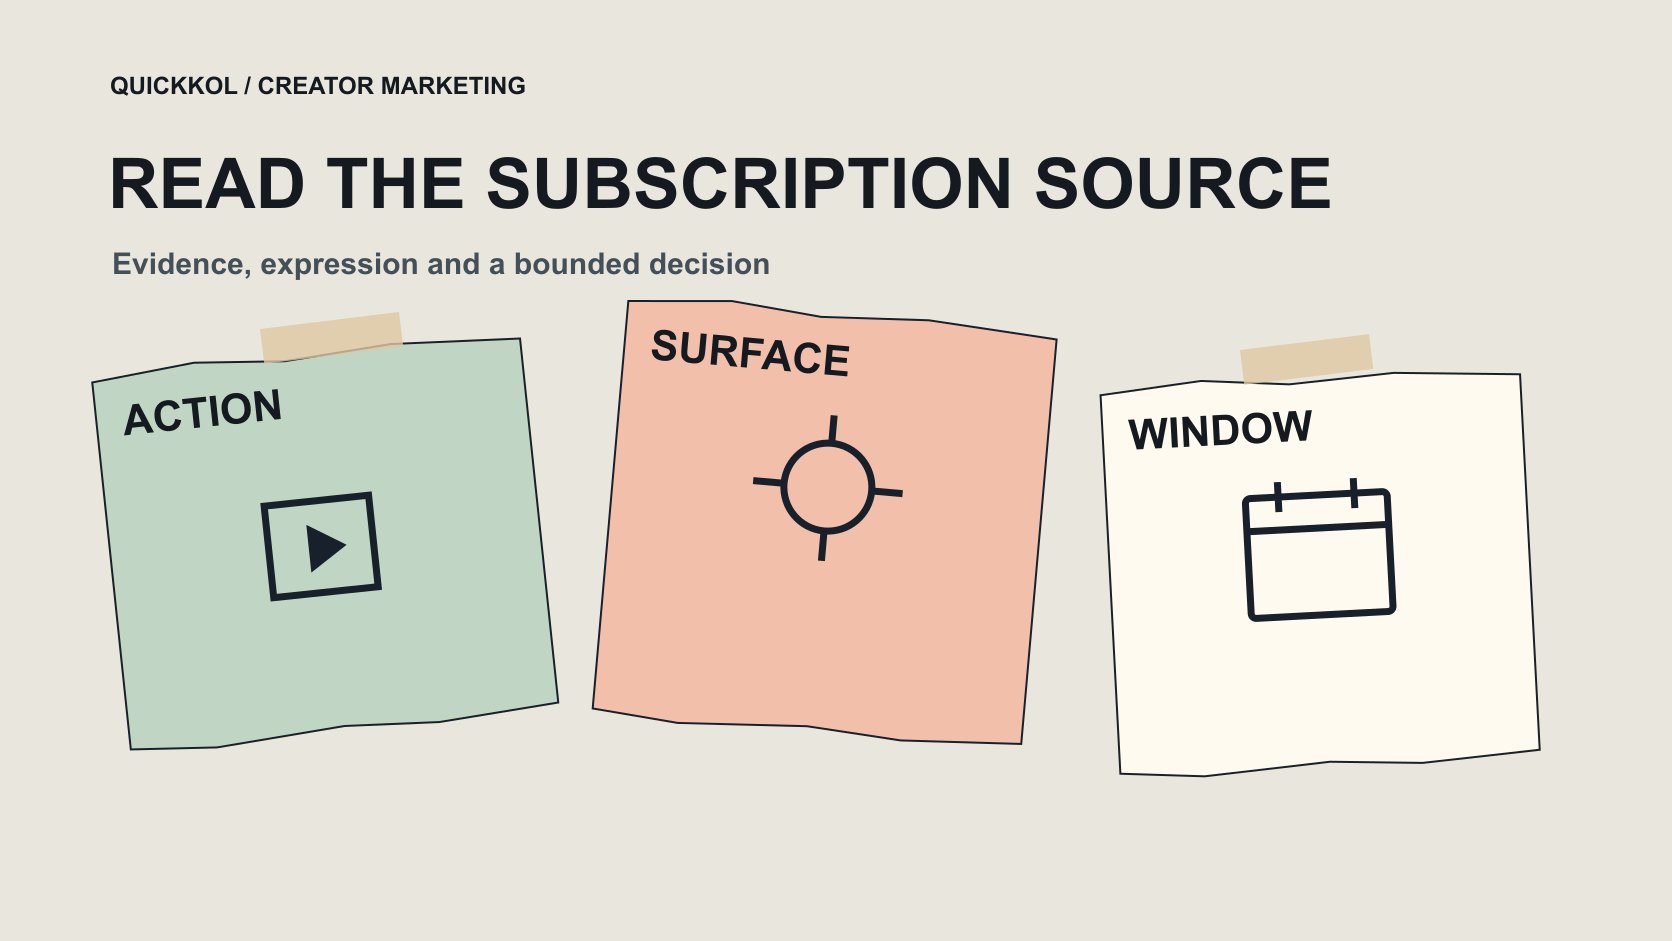 QUICKKOL / CREATOR MARKETING
READ THE SUBSCRIPTION SOURCE
Evidence, expression and a bounded decision
ACTION
SURFACE
WINDOW